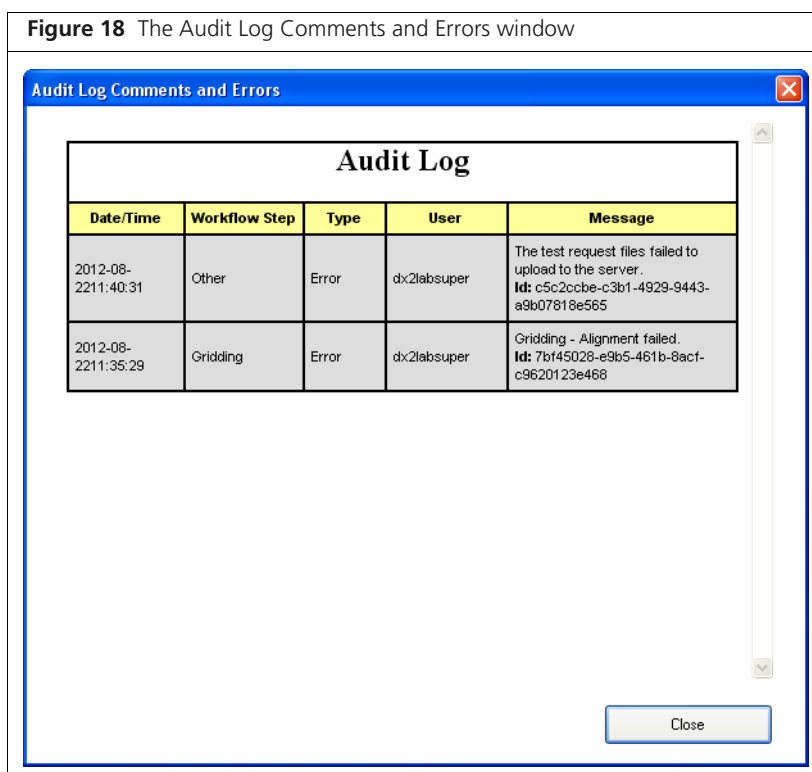 Figure 18 The Audit Log Comments and Errors window
Audit Log Comments and Errors
Audit Log
Date/Time Workflow Step Type User Message
2012-08-
2211:40:31
Other
Error
dx2labsuper
The test request files failed to
upload to the server.
Id: c5c2ccbe-c3b1-4929-9443-
a9b07818e565
2012-08-
2211:35:29
Gridding
Error
dx2labsuper
Gridding - Alignment failed.
Id: 7bf45028-e9b5-461b-8acf-
c9620123e468
Close